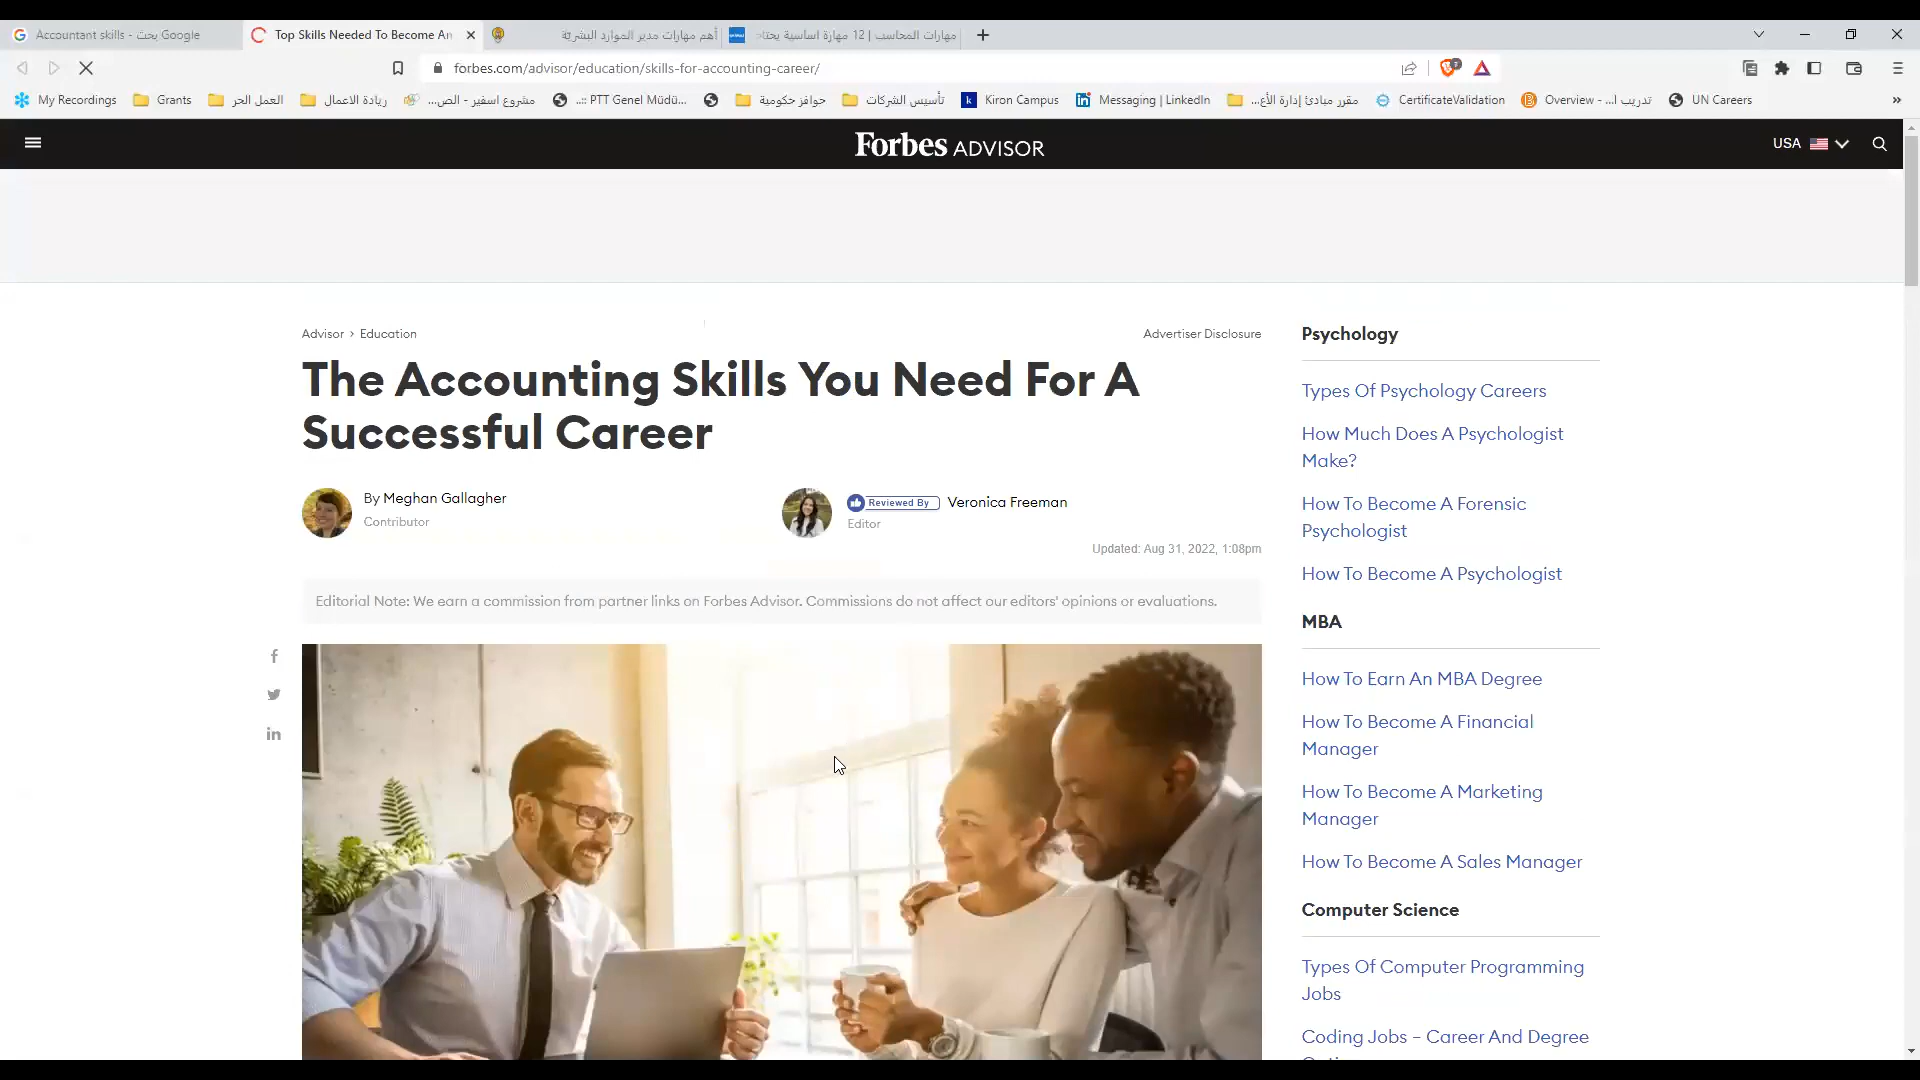 Accountant skills - بحث Google
Top Skills Needed To Become An
أهم مهارات مدير الموارد البشرية
مهارات المحاسب | 12 مهارة اساسية يحتاج
forbes.com/advisor/education/skills-for-accounting-career/
My Recordings
Grants
العمل الحر
ريادة الاعمال
مشروع اسفير - الص...
PTT Genel Müdü...
حوافز حكومية
تأسيس الشركات
Kiron Campus
Messaging | LinkedIn
مقرر مبادئ إدارة الأع...
CertificateValidation
Overview - تدريب ا...
UN Careers
Forbes ADVISOR
USA
Advisor > Education
Advertiser Disclosure
The Accounting Skills You Need For A
Successful Career
By Meghan Gallagher
Contributor
Reviewed By Veronica Freeman
Editor
Updated: Aug 31, 2022, 1:08pm
Editorial Note: We earn a commission from partner links on Forbes Advisor. Commissions do not affect our editors' opinions or evaluations.
Psychology
Types Of Psychology Careers
How Much Does A Psychologist
Make?
How To Become A Forensic
Psychologist
How To Become A Psychologist
MBA
How To Earn An MBA Degree
How To Become A Financial
Manager
How To Become A Marketing
Manager
How To Become A Sales Manager
Computer Science
Types Of Computer Programming
Jobs
Coding Jobs – Career And Degree